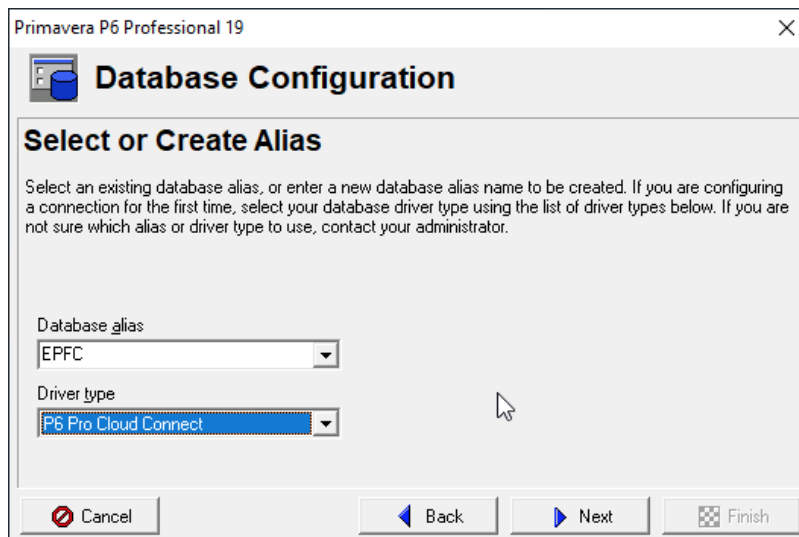 Primavera P6 Professional 19
Database Configuration
Select or Create Alias
Select an existing database alias, or enter a new database alias name to be created. If you are configuring
a connection for the first time, select your database driver type using the list of driver types below. If you are
not sure which alias or driver type to use, contact your administrator.
Database alias
EPFC
Driver type
P6 Pro Cloud Connect
Cancel
Back
Next
Finish